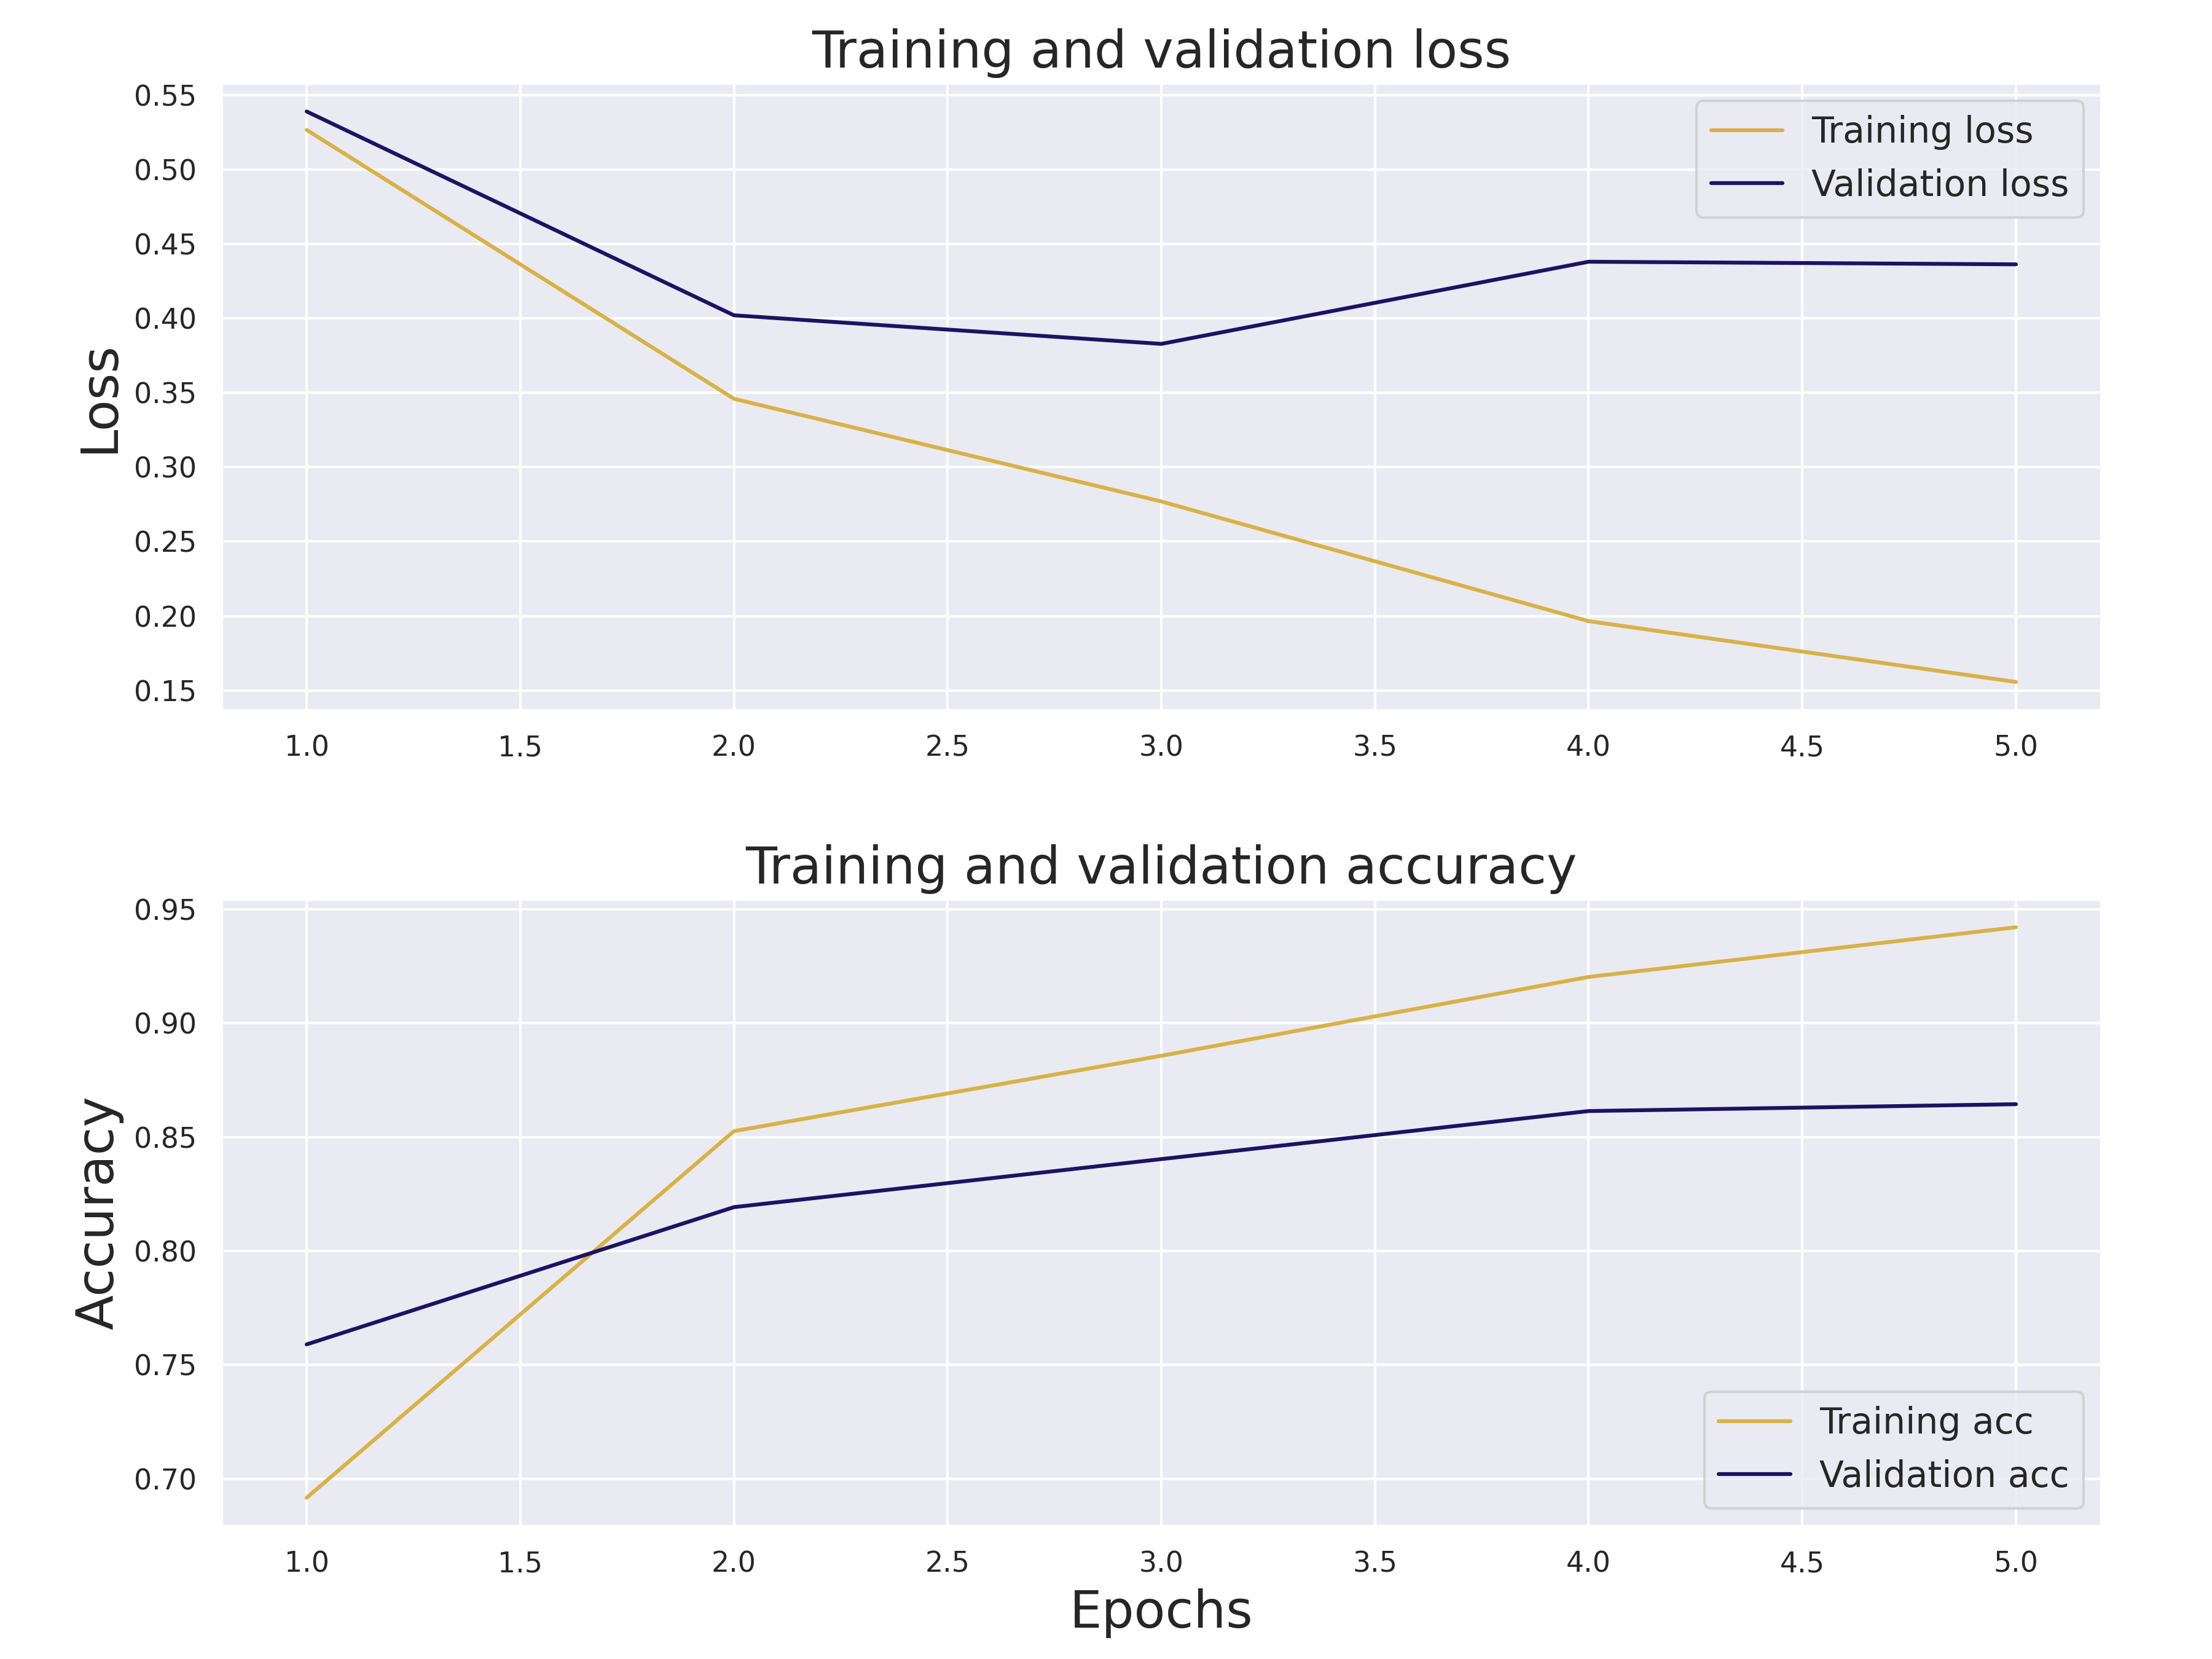 Training and validation loss
0.55
0.50
0.45
0.40
0.35
0.30
0.25
0.20
0.15
Loss
Training loss
Validation loss
1.0 1.5 2.0 2.5 3.0 3.5 4.0 4.5 5.0
Training and validation accuracy
0.95
0.90
0.85
0.80
0.75
0.70
Accuracy
Training acc
Validation acc
1.0 1.5 2.0 2.5 3.0 3.5 4.0 4.5 5.0
Epochs